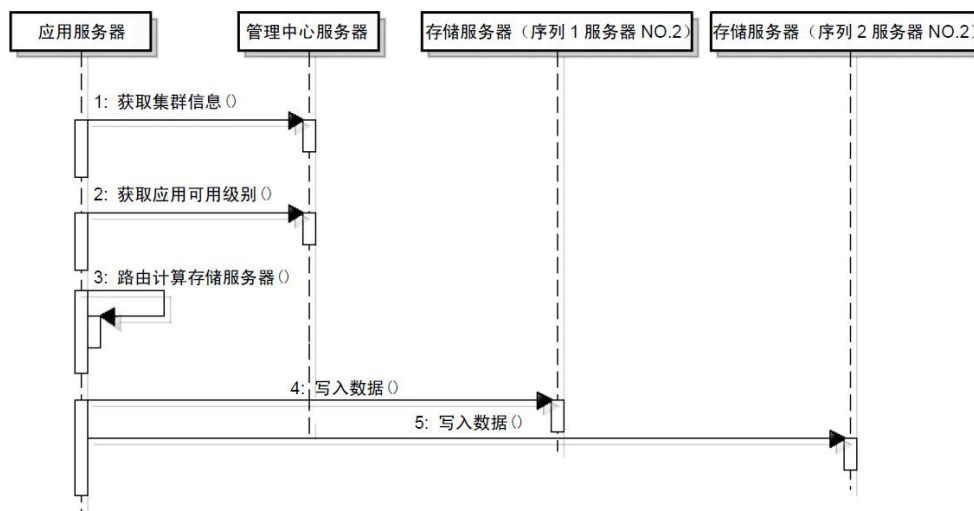 应用服务器
管理中心服务器
存储服务器（序列 1 服务器 NO.2）
存储服务器（序列 2 服务器 NO.2）
1: 获取集群信息()
2: 获取应用可用级别()
3: 路由计算存储服务器()
4: 写入数据()
5: 写入数据()